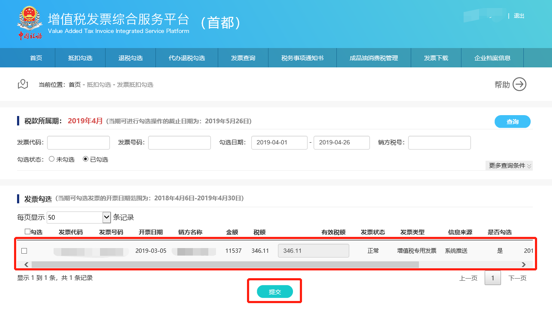 增值税发票综合服务平台 （首都）
Value Added Tax Invoice Integrated Service Platform
| 退出
首页 抵扣勾选 退税勾选 代办退税勾选 发票查询 税务事项通知书 成品油消费税管理 发票下载 企业档案信息
当前位置：首页 - 抵扣勾选 - 发票抵扣勾选 帮助
税款所属期： 2019年4月 (当期可进行勾选操作的截止日期为：2019年5月26日) 查询
发票代码： 发票号码： 勾选日期： 2019-04-01 - 2019-04-26 销方税号：
勾选状态： 未勾选 已勾选
更多查询条件
发票勾选 (当期可勾选发票的开票日期范围为：2018年4月6日-2019年4月30日)
每页显示 50 条记录
勾选 发票代码 发票号码 开票日期 销方名称 金额 税额 有效税额 发票状态 发票类型 信息来源 是否勾选
2019-03-05 11537 346.11 346.11 正常 增值税专用发票 系统推送 是 201
显示 1 到 1 条，共 1 条记录 上一页 1 下一页
提交